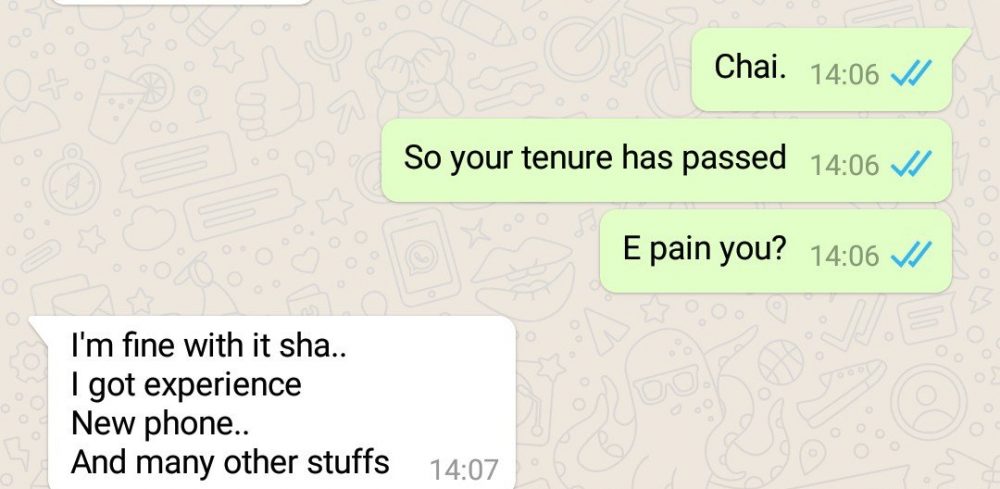 Chai. 14:06
So your tenure has passed 14:06
E pain you? 14:06
I'm fine with it sha..
I got experience
New phone..
And many other stuffs 14:07